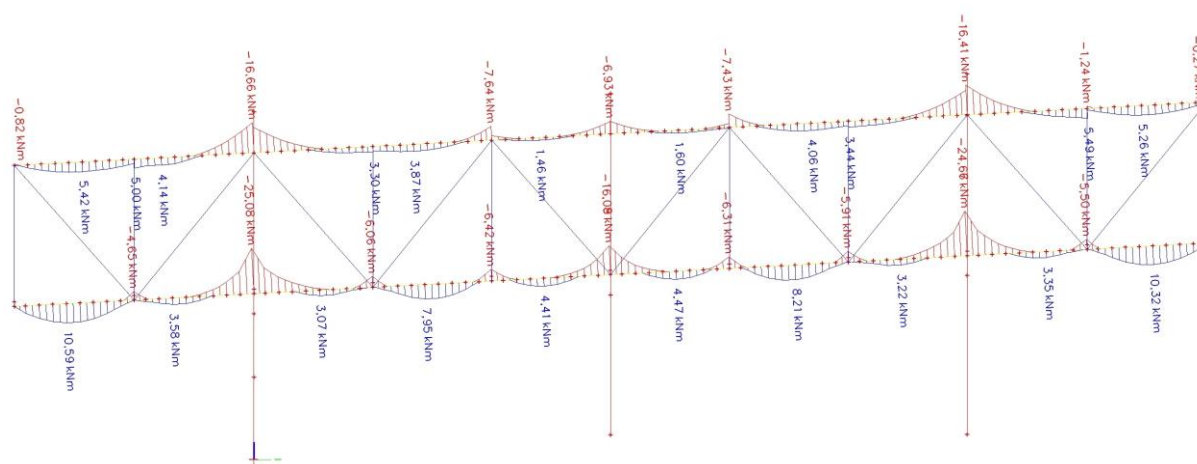 -0,82 kNm
-16,66 kNm
-7,64 kNm
-6,93 kNm
-7,43 kNm
-16,41 kNm
-1,24 kNm
5,42 kNm
5,00 kNm
4,14 kNm
3,30 kNm
3,87 kNm
1,46 kNm
1,60 kNm
4,06 kNm
3,44 kNm
5,49 kNm
5,26 kNm
-4,65 kNm
-25,08 kNm
-6,06 kNm
-6,42 kNm
-16,08 kNm
-6,31 kNm
-5,91 kNm
-24,68 kNm
-5,50 kNm
10,59 kNm
3,58 kNm
3,07 kNm
7,95 kNm
4,41 kNm
4,47 kNm
8,21 kNm
3,22 kNm
3,35 kNm
10,32 kNm